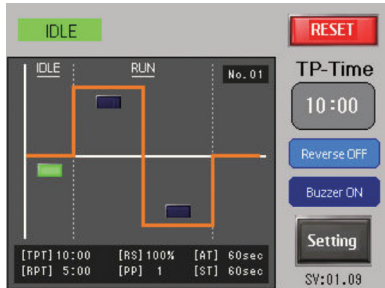 IDLE
RESET
IDLE RUN No.01
TP-Time
10:00
Reverse OFF
Buzzer ON
Setting
[TPT]10:00 [RS]100% [AT] 60sec
[RPT] 5:00 [PP] 1 [ST] 60sec
SV:01.09